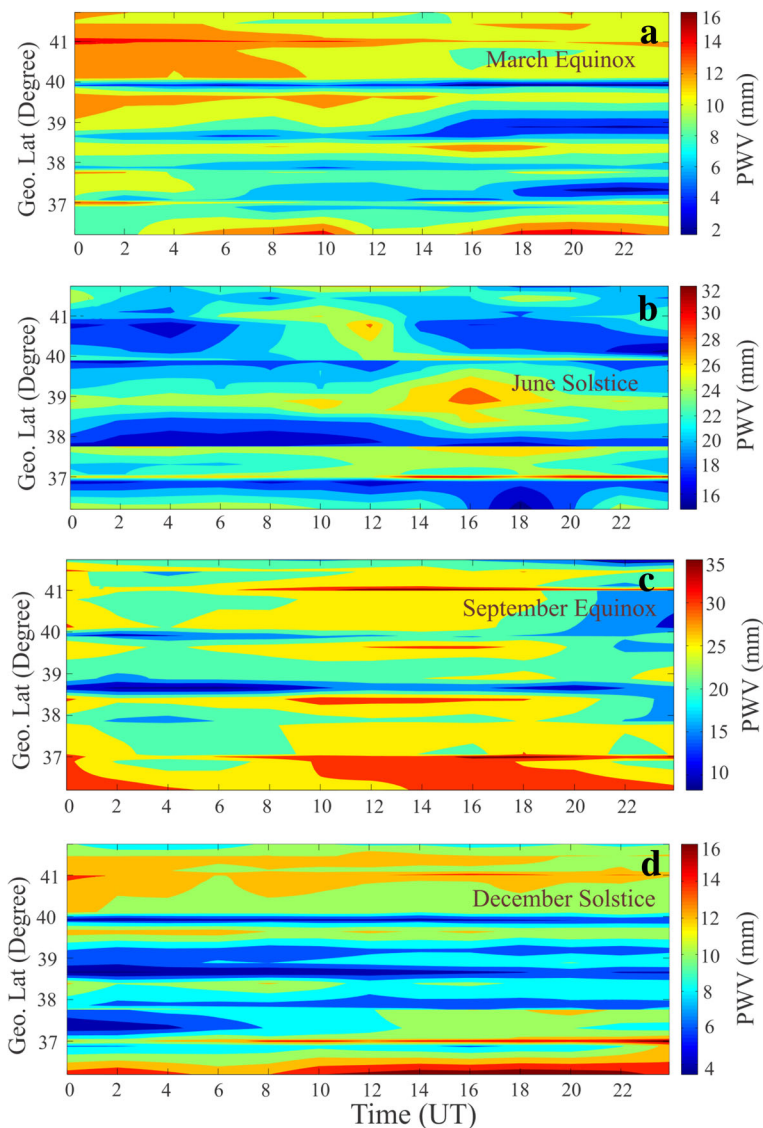 a
March Equinox
Geo. Lat (Degree)
41
40
39
38
37
0 2 4 6 8 10 12 14 16 18 20 22
16
14
12
10
8
6
4
2
PWV (mm)
b
June Solstice
Geo. Lat (Degree)
41
40
39
38
37
0 2 4 6 8 10 12 14 16 18 20 22
32
30
28
26
24
22
20
18
16
PWV (mm)
c
September Equinox
Geo. Lat (Degree)
41
40
39
38
37
0 2 4 6 8 10 12 14 16 18 20 22
35
30
25
20
15
10
PWV (mm)
d
December Solstice
Geo. Lat (Degree)
41
40
39
38
37
0 2 4 6 8 10 12 14 16 18 20 22
16
14
12
10
8
6
4
PWV (mm)
Time (UT)